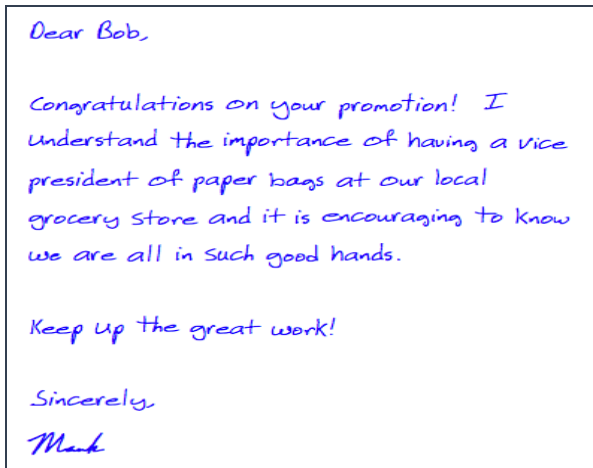 Dear Bob,
Congratulations on your promotion! I
understand the importance of having a vice
president of paper bags at our local
grocery store and it is encouraging to know
we are all in such good hands.
Keep up the great work!
Sincerely,
Mark